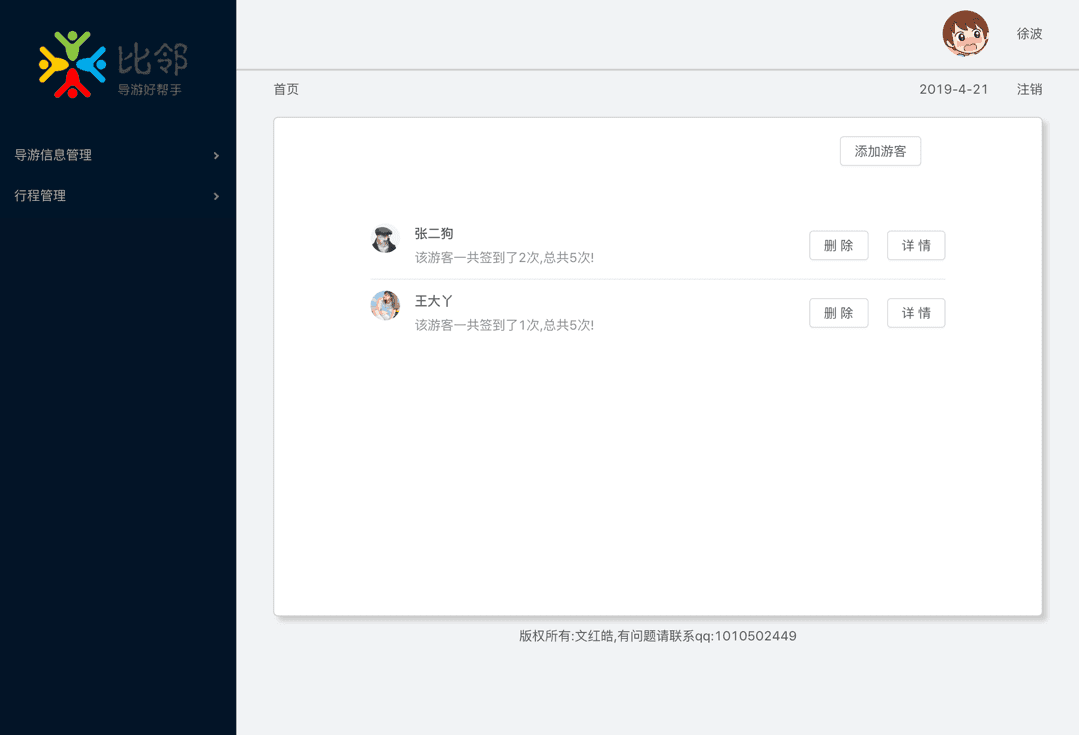 比邻
导游好帮手
徐波
首页
2019-4-21 注销
导游信息管理
行程管理
添加游客
张二狗
该游客一共签到了2次,总共5次!
删 除 详 情
王大丫
该游客一共签到了1次,总共5次!
删 除 详 情
版权所有:文红皓,有问题请联系qq:1010502449